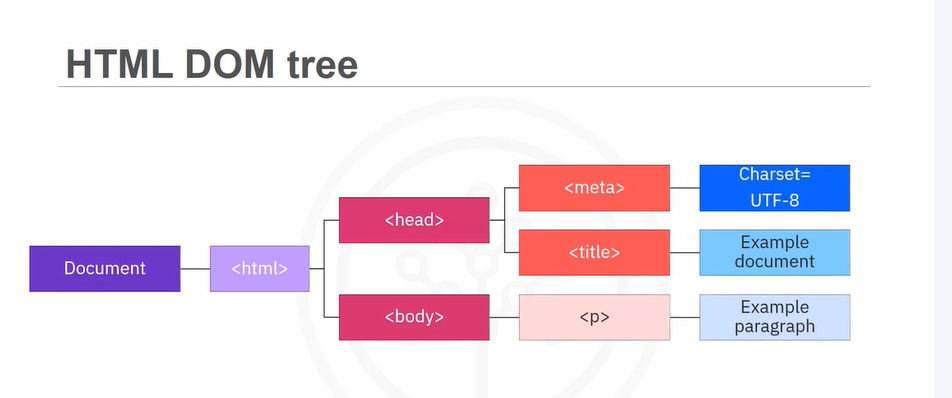 HTML DOM tree
Document
<html>
<head>
<meta>
Charset=
UTF-8
<title>
Example
document
<body>
<p>
Example
paragraph